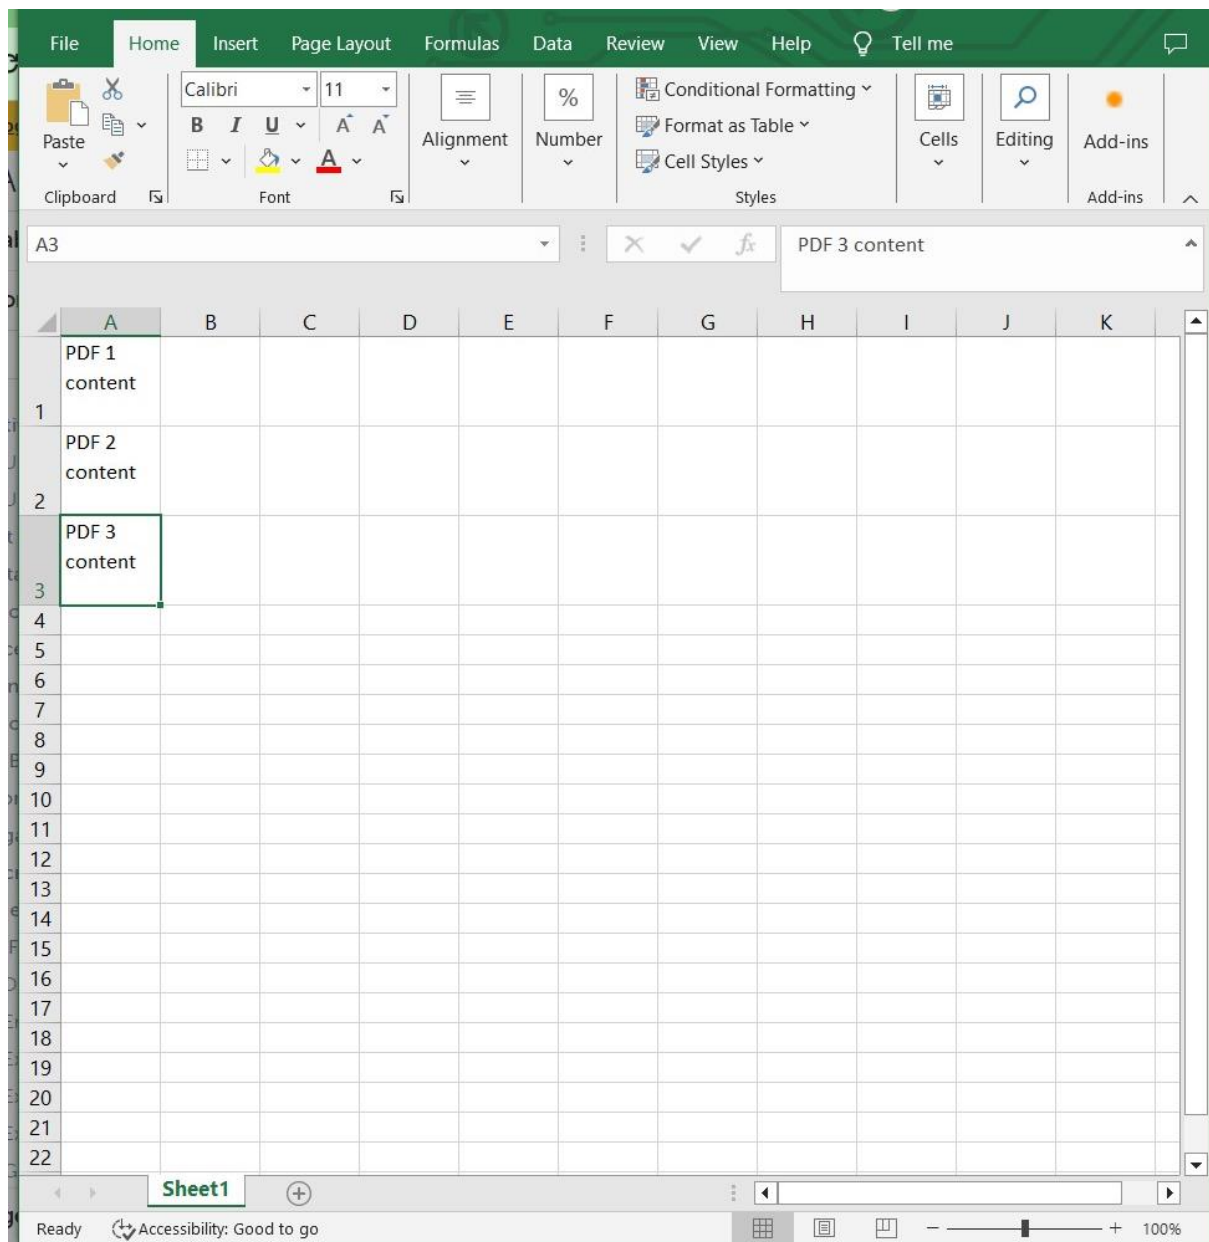 File Home Insert Page Layout Formulas Data Review View Help Tell me
Calibri 11
% Conditional Formatting
B I U A A Format as Table
Paste Alignment Number Cells Editing Add-ins
A Cell Styles
Clipboard Font Styles Add-ins
A3 fx PDF 3 content
A B C D E F G H I J K
PDF 1
content
1
PDF 2
content
2
PDF 3
content
3
4
5
6
7
8
9
10
11
12
13
14
15
16
17
18
19
20
21
22
Sheet1
Ready Accessibility: Good to go 100%